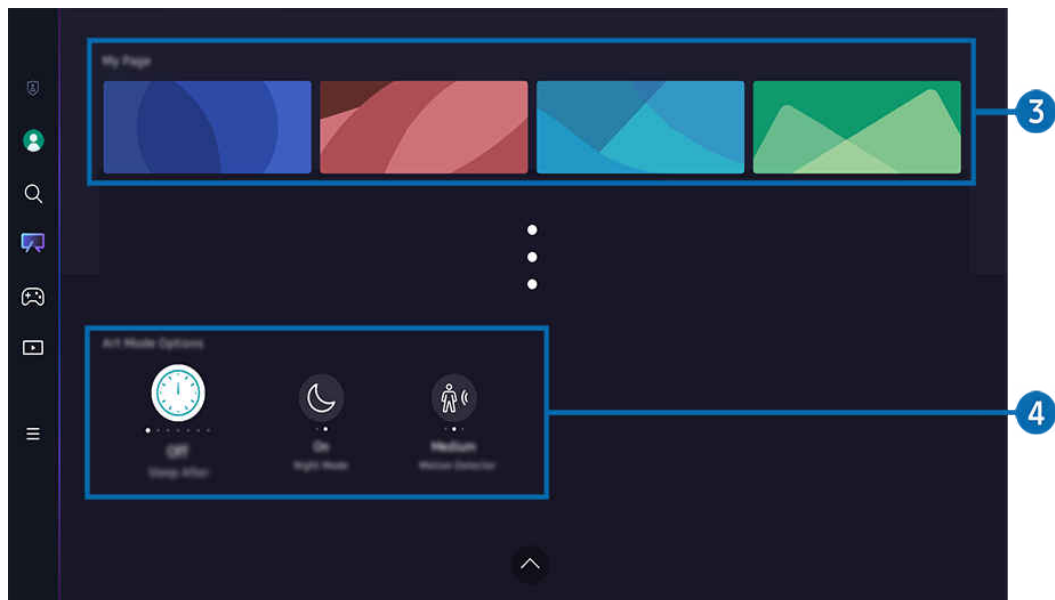 My Page
3
Art Mode Options
Off
On
Medium
Sleep After
Night Mode
Motion Detector
4